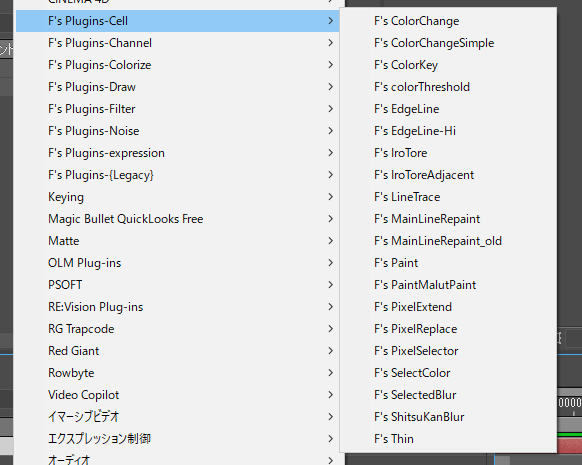 CINEMA 4D
F's Plugins-Cell
F's Plugins-Channel
F's Plugins-Colorize
F's Plugins-Draw
F's Plugins-Filter
F's Plugins-Noise
F's Plugins-expression
F's Plugins-{Legacy}
Keying
Magic Bullet QuickLooks Free
Matte
OLM Plug-ins
PSOFT
RE:Vision Plug-ins
RG Trapcode
Red Giant
Rowbyte
Video Copilot
イマーシブビデオ
エクスプレッション制御
オーディオ
F's ColorChange
F's ColorChangeSimple
F's ColorKey
F's colorThreshold
F's EdgeLine
F's EdgeLine-Hi
F's IroTore
F's IroToreAdjacent
F's LineTrace
F's MainLineRepaint
F's MainLineRepaint_old
F's Paint
F's PaintMalutPaint
F's PixelExtend
F's PixelReplace
F's PixelSelector
F's SelectColor
F's SelectedBlur
F's ShitsuKanBlur
F's Thin